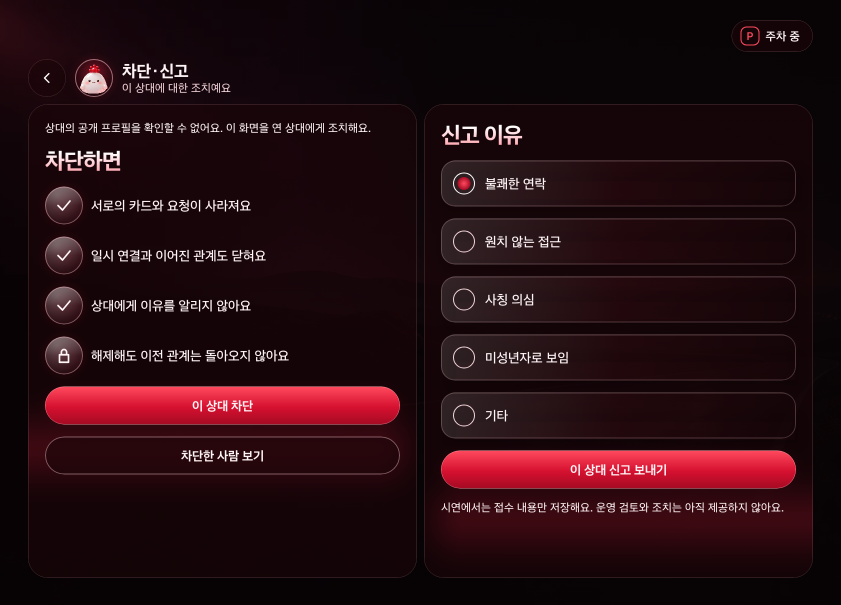 P 주차 중
차단·신고
이 상대에 대한 조치예요
상대의 공개 프로필을 확인할 수 없어요. 이 화면을 연 상대에게 조치해요.
차단하면
서로의 카드와 요청이 사라져요
일시 연결과 이어진 관계도 닫혀요
상대에게 이유를 알리지 않아요
해제해도 이전 관계는 돌아오지 않아요
이 상대 차단
차단한 사람 보기
신고 이유
불쾌한 연락
원치 않는 접근
사칭 의심
미성년자로 보임
기타
이 상대 신고 보내기
시연에서는 접수 내용만 저장해요. 운영 검토와 조치는 아직 제공하지 않아요.